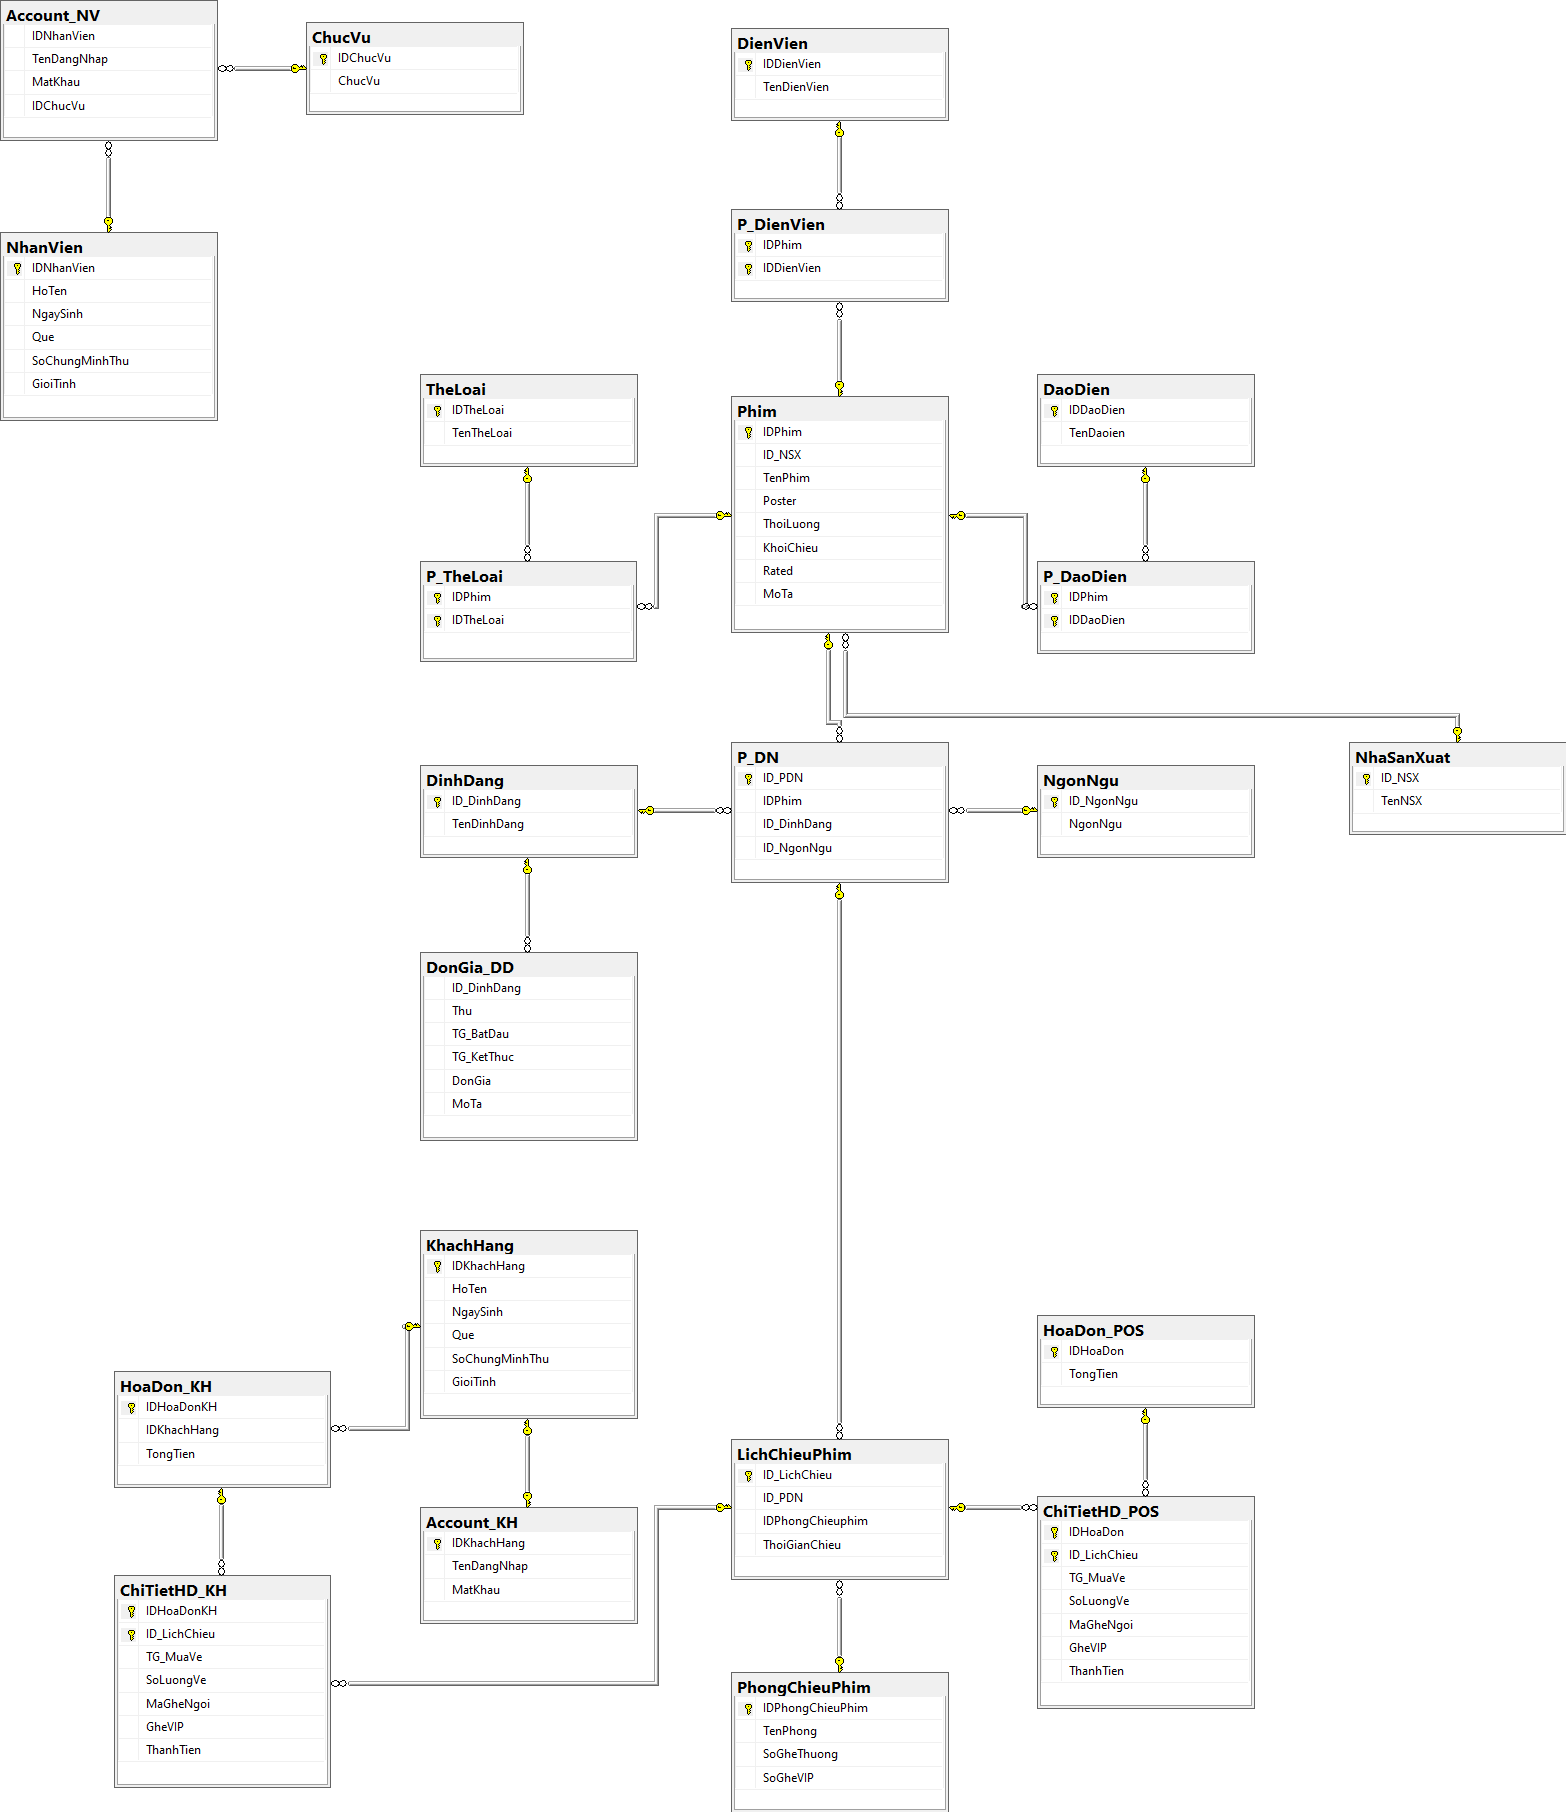 Account_NV
IDNhanVien
TenDangNhap
MatKhau
IDChucVu
ChucVu
IDChucVu
ChucVu
NhanVien
IDNhanVien
HoTen
NgaySinh
Que
SoChungMinhThu
GioiTinh
DienVien
IDDienVien
TenDienVien
P_DienVien
IDPhim
IDDienVien
TheLoai
IDTheLoai
TenTheLoai
Phim
IDPhim
ID_NSX
TenPhim
Poster
ThoiLuong
KhoiChieu
Rated
MoTa
DaoDien
IDDaoDien
TenDaoien
P_TheLoai
IDPhim
IDTheLoai
P_DaoDien
IDPhim
IDDaoDien
DinhDang
ID_DinhDang
TenDinhDang
P_DN
ID_PDN
IDPhim
ID_DinhDang
ID_NgonNgu
NgonNgu
ID_NgonNgu
NgonNgu
NhaSanXuat
ID_NSX
TenNSX
DonGia_DD
ID_DinhDang
Thu
TG_BatDau
TG_KetThuc
DonGia
MoTa
KhachHang
IDKhachHang
HoTen
NgaySinh
Que
SoChungMinhThu
GioiTinh
HoaDon_KH
IDHoaDonKH
IDKhachHang
TongTien
HoaDon_POS
IDHoaDon
TongTien
Account_KH
IDKhachHang
TenDangNhap
MatKhau
LichChieuPhim
ID_LichChieu
ID_PDN
IDPhongChieuphim
ThoiGianChieu
ChiTietHD_POS
IDHoaDon
ID_LichChieu
TG_MuaVe
SoLuongVe
MaGheNgoi
GheVIP
ThanhTien
ChiTietHD_KH
IDHoaDonKH
ID_LichChieu
TG_MuaVe
SoLuongVe
MaGheNgoi
GheVIP
ThanhTien
PhongChieuPhim
IDPhongChieuPhim
TenPhong
SoGheThuong
SoGheVIP